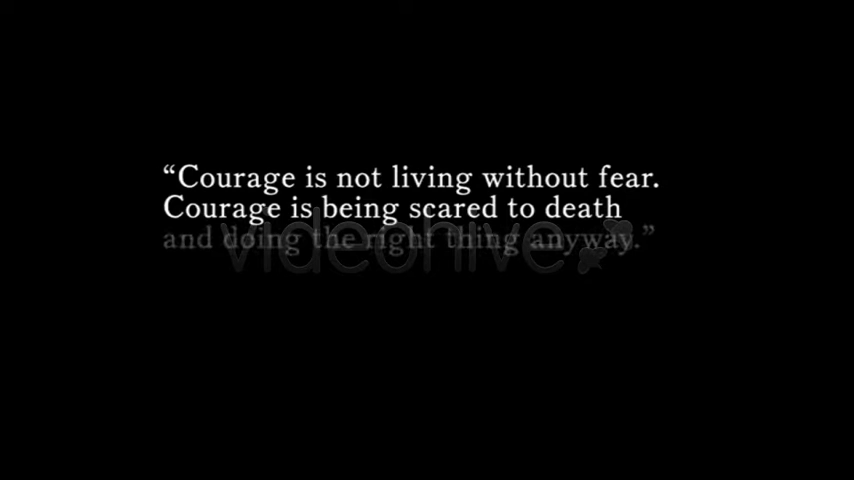 “Courage is not living without fear.
Courage is being scared to death
and doing the right thing anyway.”
videohive